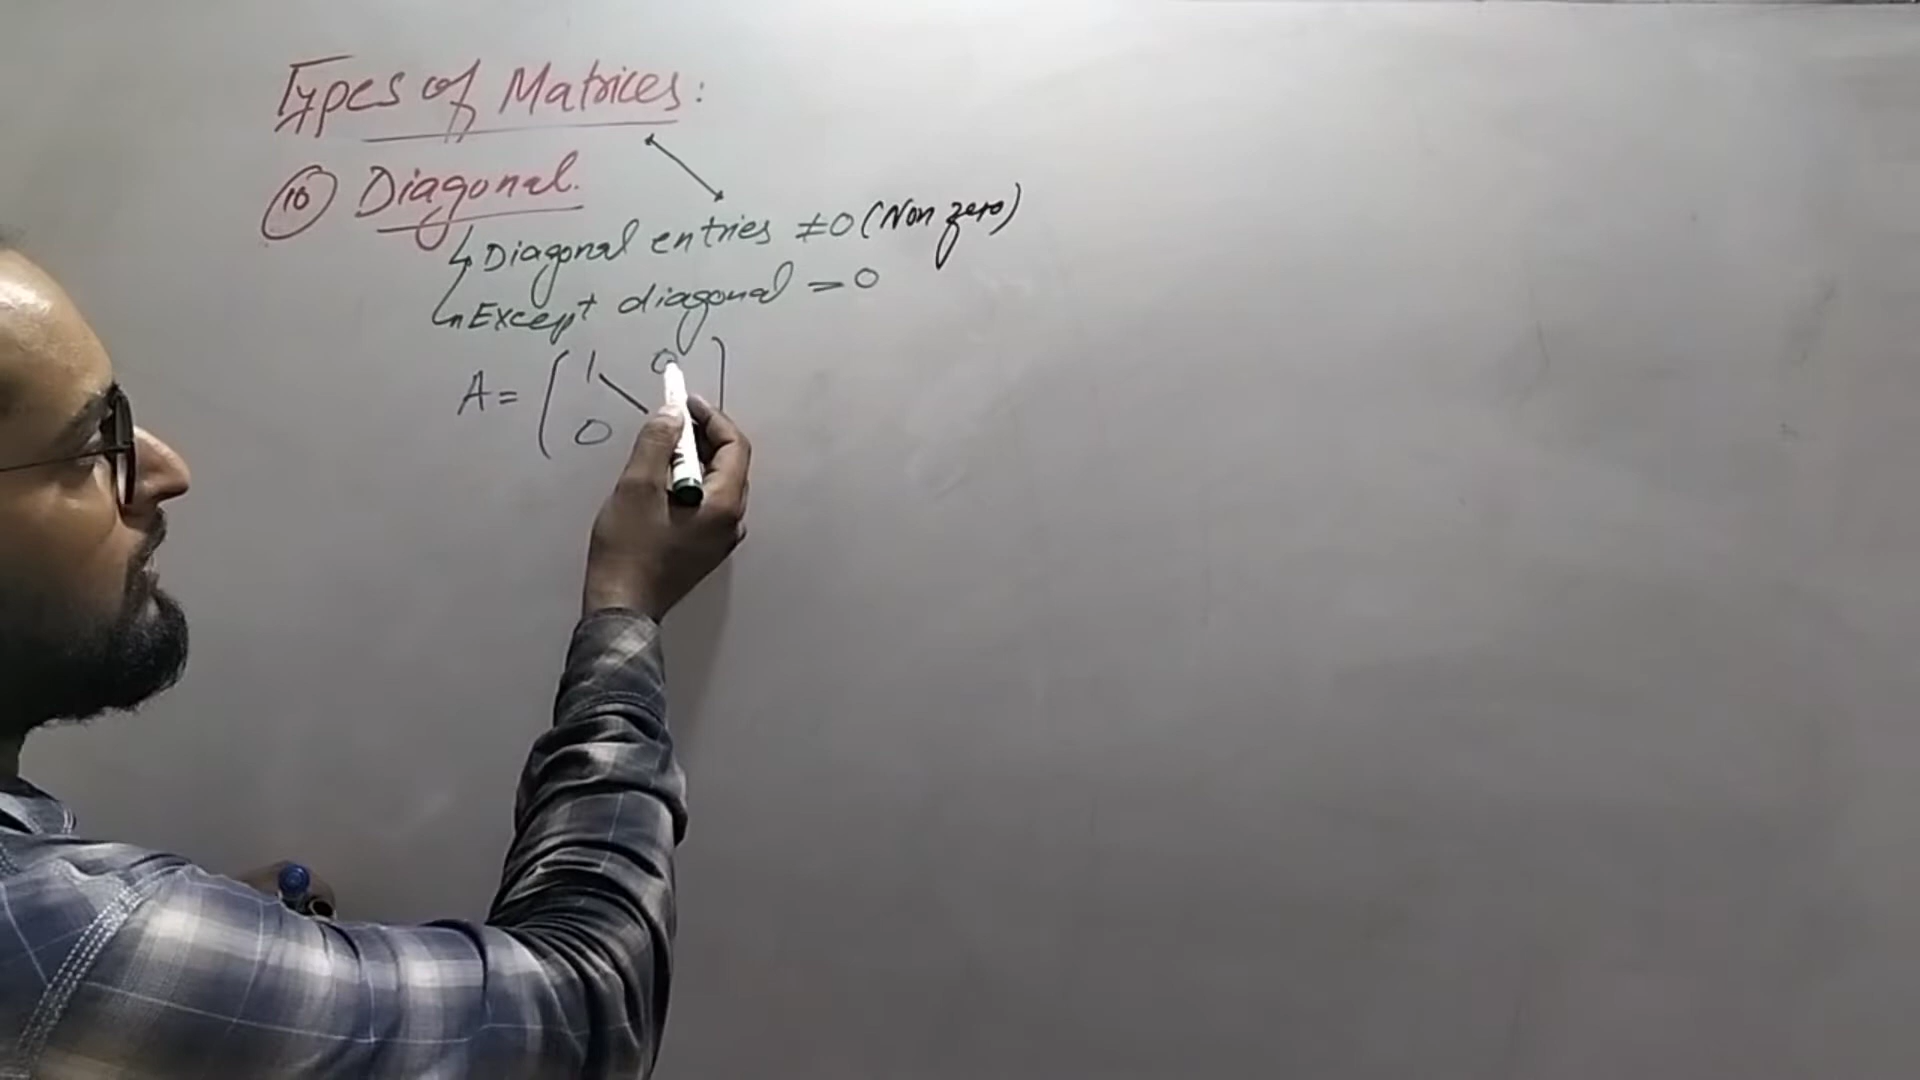 Types of Matrices:
10 Diagonal.
Diagonal entries ≠0 (Non zero)
Except diagonal = 0
A = ( 1 0 )
0